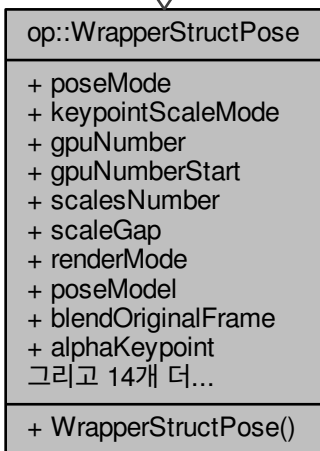 op::WrapperStructPose
+ poseMode
+ keypointScaleMode
+ gpuNumber
+ gpuNumberStart
+ scalesNumber
+ scaleGap
+ renderMode
+ poseModel
+ blendOriginalFrame
+ alphaKeypoint
그리고 14개 더...
+ WrapperStructPose()